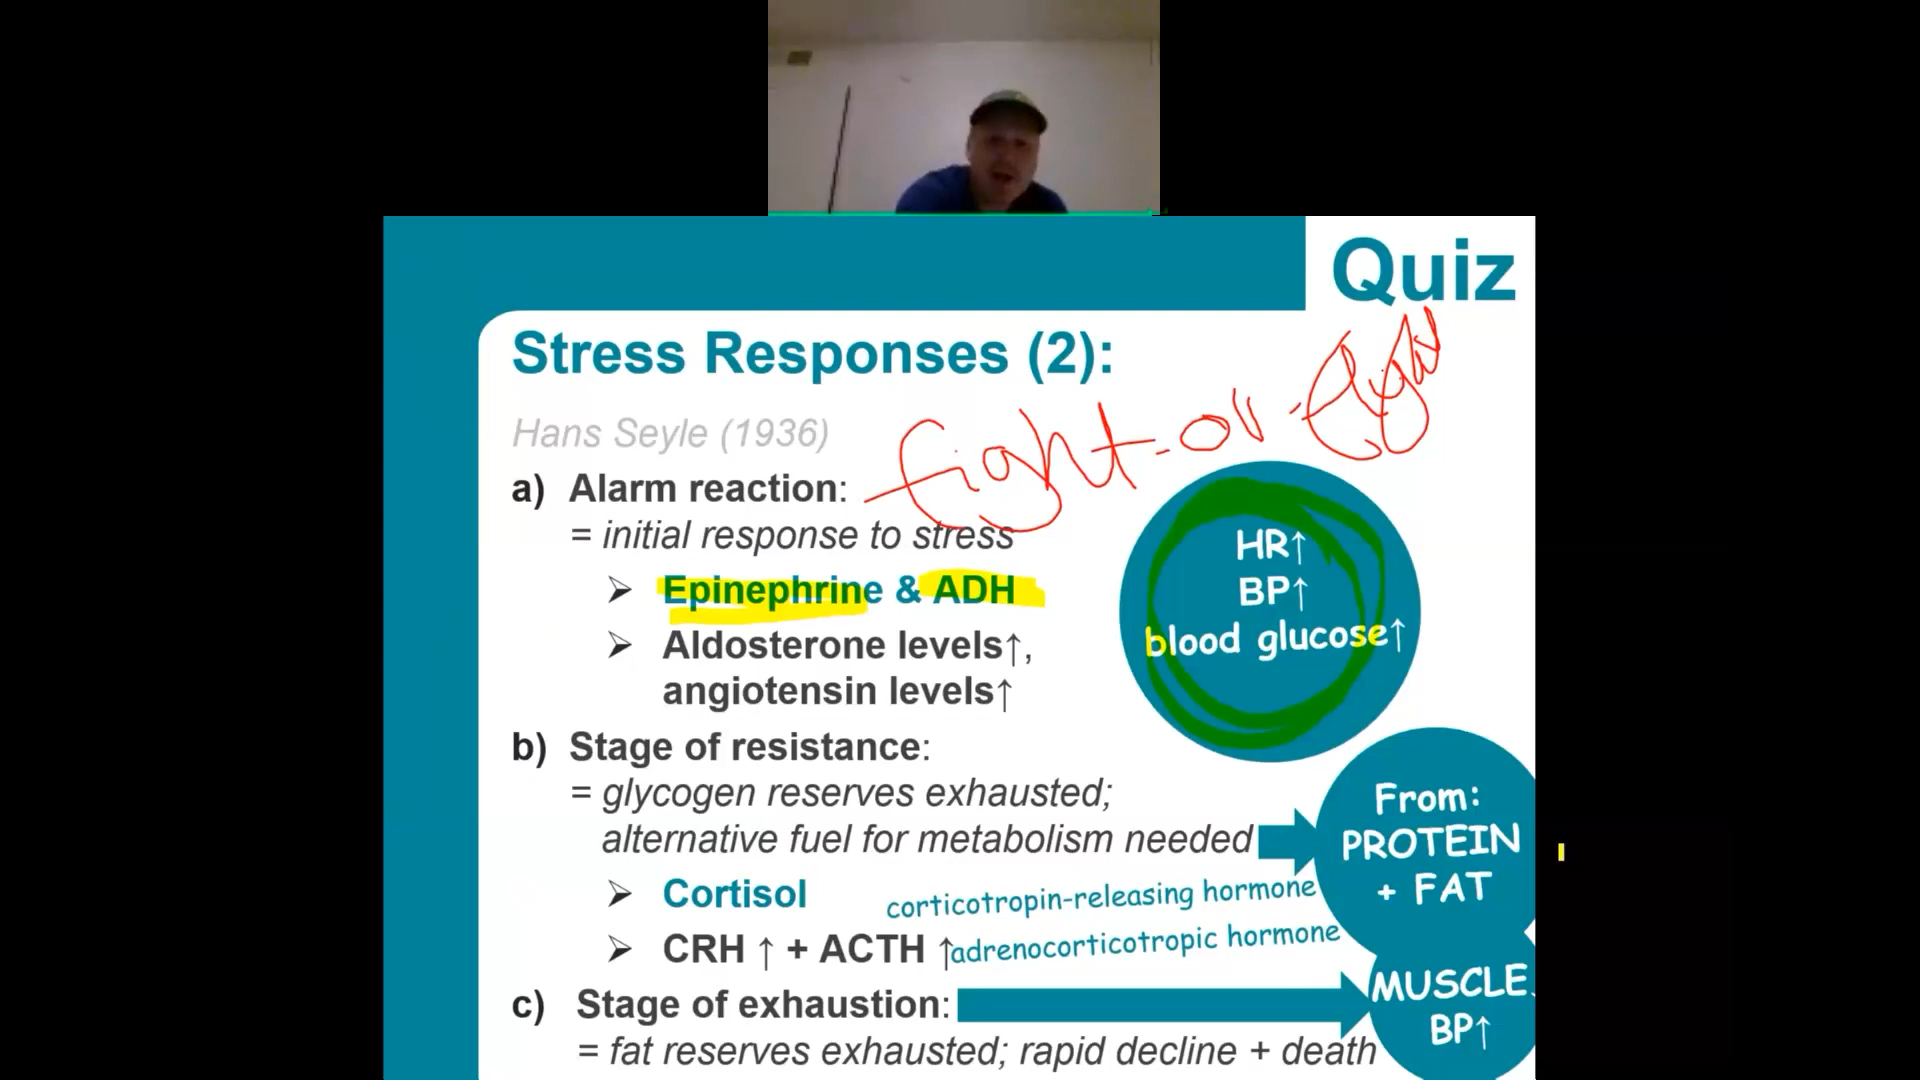 Quiz
Stress Responses (2):
Hans Seyle (1936)
fight-or-
a) Alarm reaction:
= initial response to stress
➢ Epinephrine & ADH
➢ Aldosterone levels↑,
angiotensin levels↑
HR↑
BP↑
blood glucose↑
b) Stage of resistance:
= glycogen reserves exhausted;
alternative fuel for metabolism needed
From:
PROTEIN
+ FAT
➢ Cortisol
corticotropin-releasing hormone
➢ CRH ↑ + ACTH ↑
adrenocorticotropic hormone
c) Stage of exhaustion:
= fat reserves exhausted; rapid decline + death
MUSCLE
BP↑